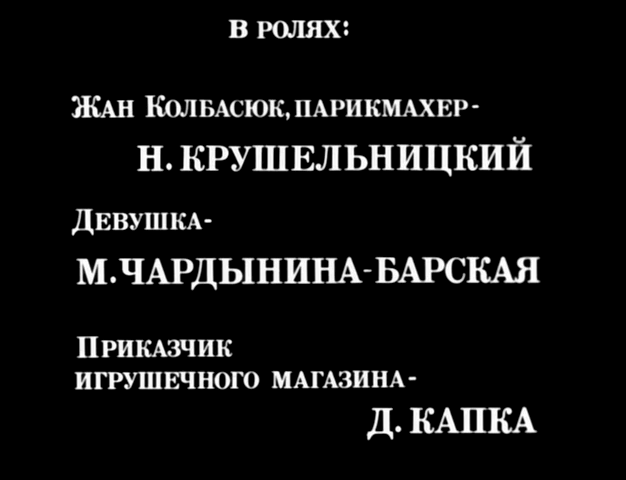 В РОЛЯХ:
ЖАН КОЛБАСЮК, ПАРИКМАХЕР-
Н. КРУШЕЛЬНИЦКИЙ
ДЕВУШКА-
М. ЧАРДЫНИНА-БАРСКАЯ
ПРИКАЗЧИК
ИГРУШЕЧНОГО МАГАЗИНА-
Д. КАПКА